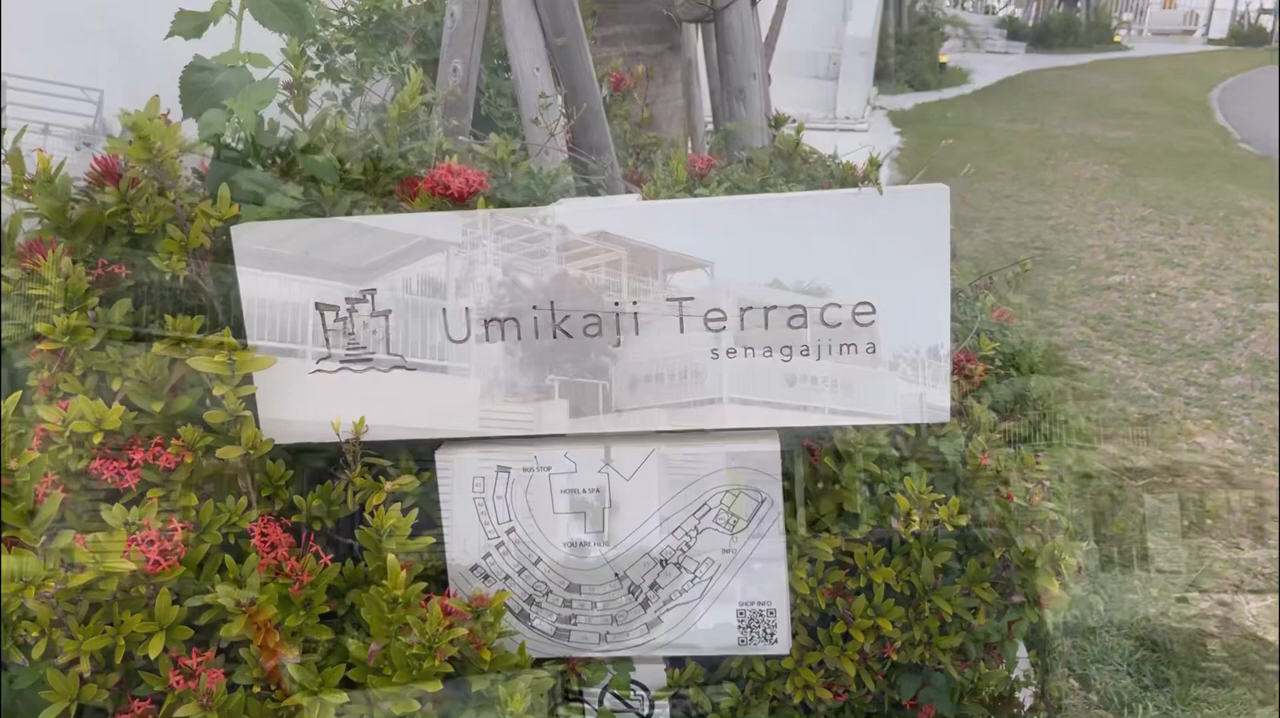 Umikaji Terrace
senagajima
BUS STOP
HOTEL & SPA
YOU ARE HERE
INFO
SHOP INFO